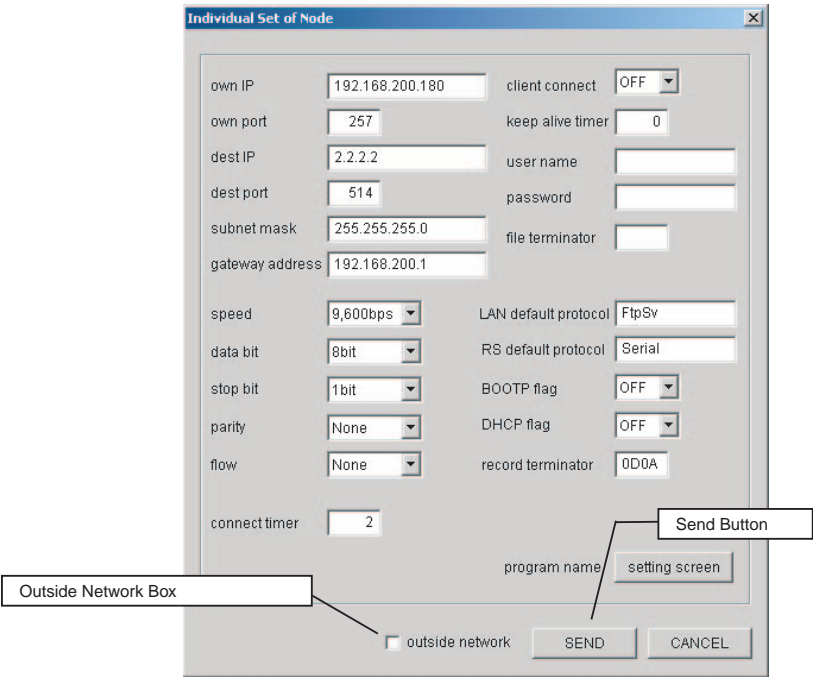 Individual Set of Node
own IP 192.168.200.180 client connect OFF
own port 257 keep alive timer 0
dest IP 2.2.2.2 user name
dest port 514 password
subnet mask 255.255.255.0 file terminator
gateway address 192.168.200.1
speed 9,600bps LAN default protocol FtpSv
data bit 8bit RS default protocol Serial
stop bit 1bit BOOTP flag OFF
parity None DHCP flag OFF
flow None record terminator 0D0A
connect timer 2
Send Button
program name setting screen
Outside Network Box
outside network SEND CANCEL